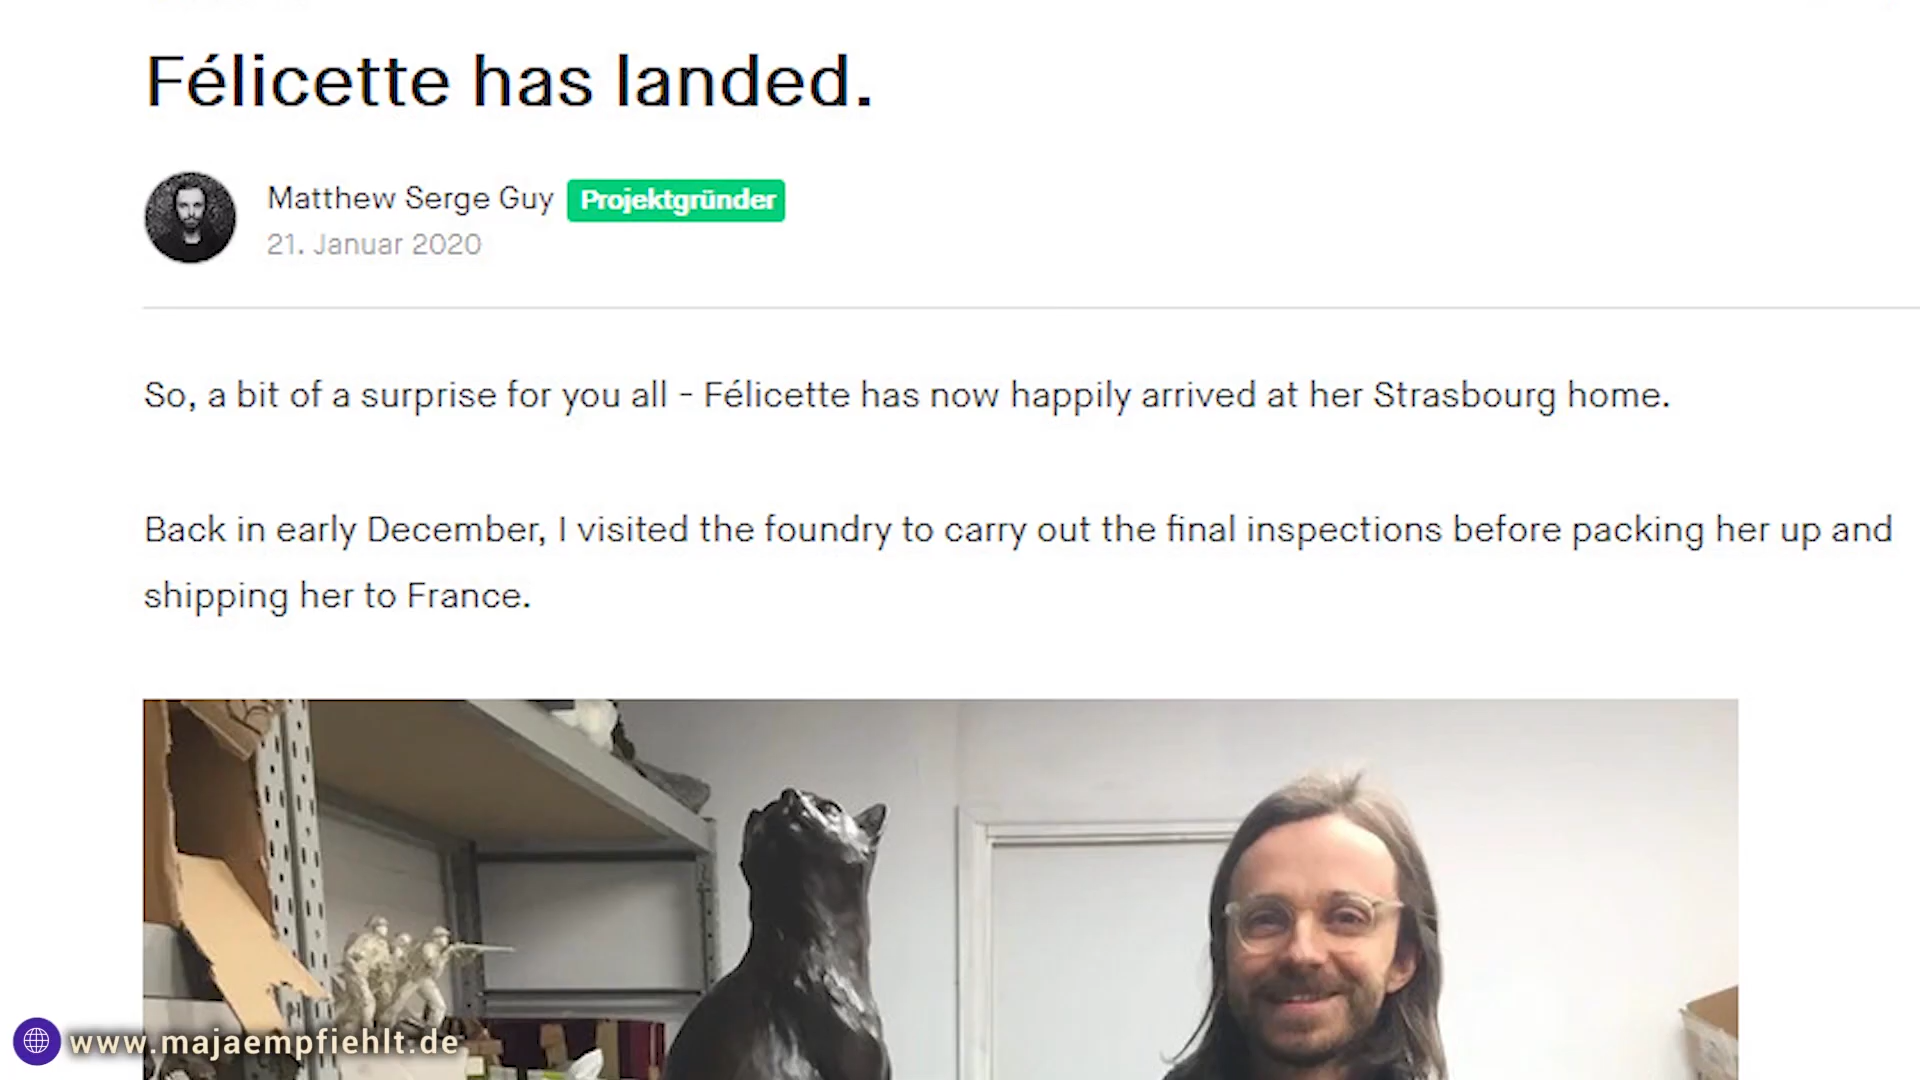 Félicette has landed.
Matthew Serge Guy Projektgründer
21. Januar 2020
So, a bit of a surprise for you all - Félicette has now happily arrived at her Strasbourg home.
Back in early December, I visited the foundry to carry out the final inspections before packing her up and
shipping her to France.
www.majaempfiehlt.de